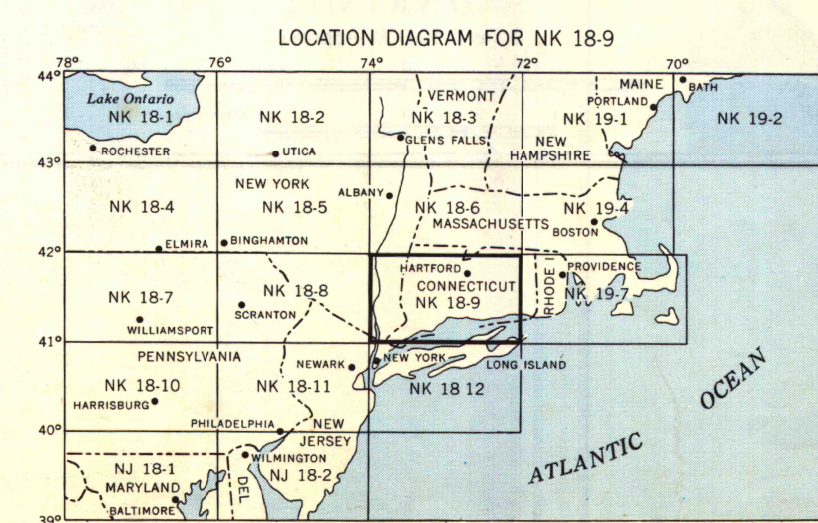 LOCATION DIAGRAM FOR NK 18-9
78°
76°
74°
72°
70°
44°
Lake Ontario
NK 18-1
NK 18-2
VERMONT
NK 18-3
NK 19-1
MAINE
BATH
PORTLAND
NK 19-2
ROCHESTER
UTICA
GLENS FALLS
NEW
HAMPSHIRE
43°
NEW YORK
ALBANY
NK 18-4
NK 18-5
NK 18-6
MASSACHUSETTS
NK 19-4
BOSTON
42°
ELMIRA
BINGHAMTON
HARTFORD
CONNECTICUT
NK 18-9
RHODE I
PROVIDENCE
NK 19-7
NK 18-7
NK 18-8
WILLIAMSPORT
SCRANTON
41°
PENNSYLVANIA
NEWARK
NEW YORK
LONG ISLAND
NK 18-10
NK 18-11
NK 18 12
HARRISBURG
PHILADELPHIA
NEW
JERSEY
40°
ATLANTIC
OCEAN
WILMINGTON
NJ 18-1
MARYLAND
BALTIMORE
DEL
NJ 18-2
39°